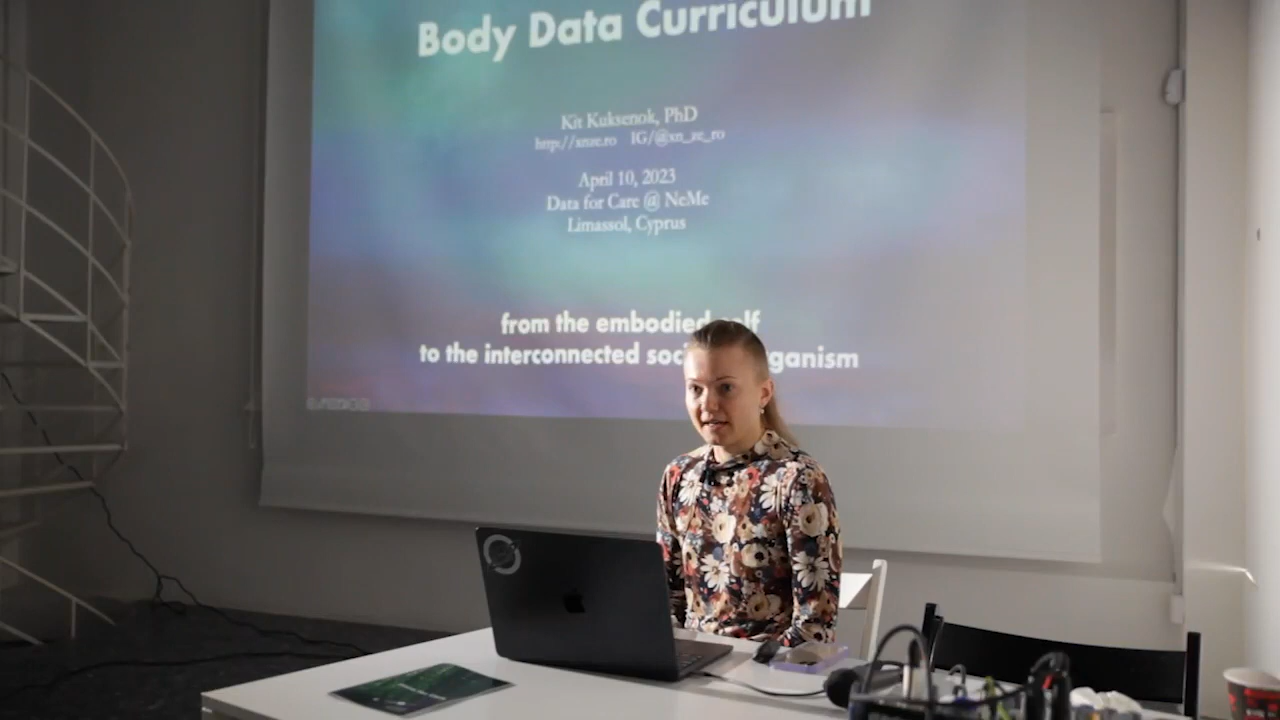 Body Data Curriculum
Kit Kuksenok, PhD
http://xnze.ro IG/@xn_ze_ro
April 10, 2023
Data for Care @ NeMe
Limassol, Cyprus
from the embodied
to the interconnected